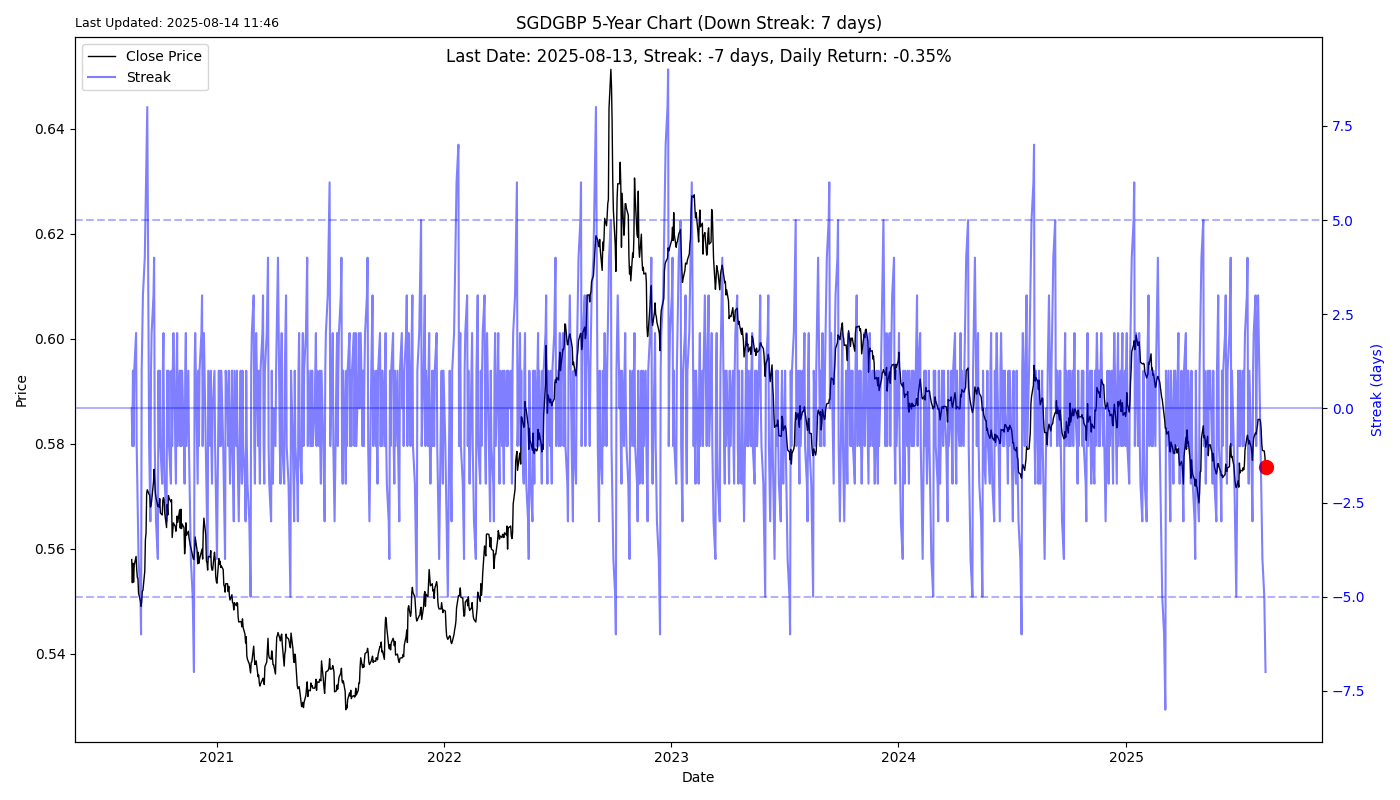 Last Updated: 2025-08-14 11:46
SGDGBP 5-Year Chart (Down Streak: 7 days)
Last Date: 2025-08-13, Streak: -7 days, Daily Return: -0.35%
Close Price
Streak
0.64
0.62
0.60
0.58
0.56
0.54
Price
7.5
5.0
2.5
0.0
−2.5
−5.0
−7.5
Streak (days)
2021
2022
2023
2024
2025
Date